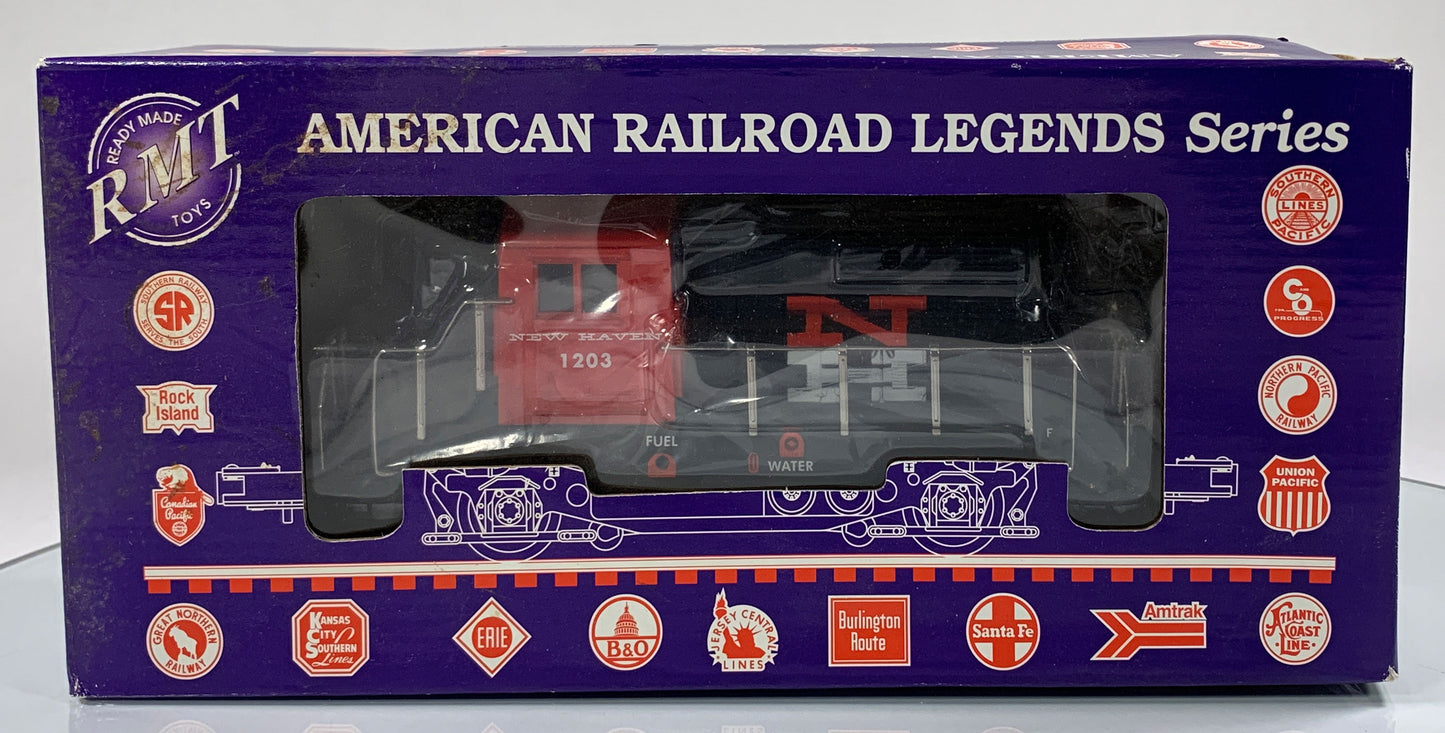 READY MADE
RMT
TOYS
AMERICAN RAILROAD LEGENDS Series
SOUTHERN
LINES
PACIFIC
SOUTHERN RAILWAY
SR
SERVES THE SOUTH
C AND O
FOR PROGRESS
NEW HAVEN
1203
N
H
Rock
Island
NORTHERN PACIFIC
RAILWAY
FUEL
WATER
F
Canadian
Pacific
UNION
PACIFIC
GREAT NORTHERN
RAILWAY
KANSAS
CITY
SOUTHERN
Lines
ERIE
B&O
JERSEY CENTRAL
LINES
Burlington
Route
Santa Fe
Amtrak
ATLANTIC
COAST
LINE